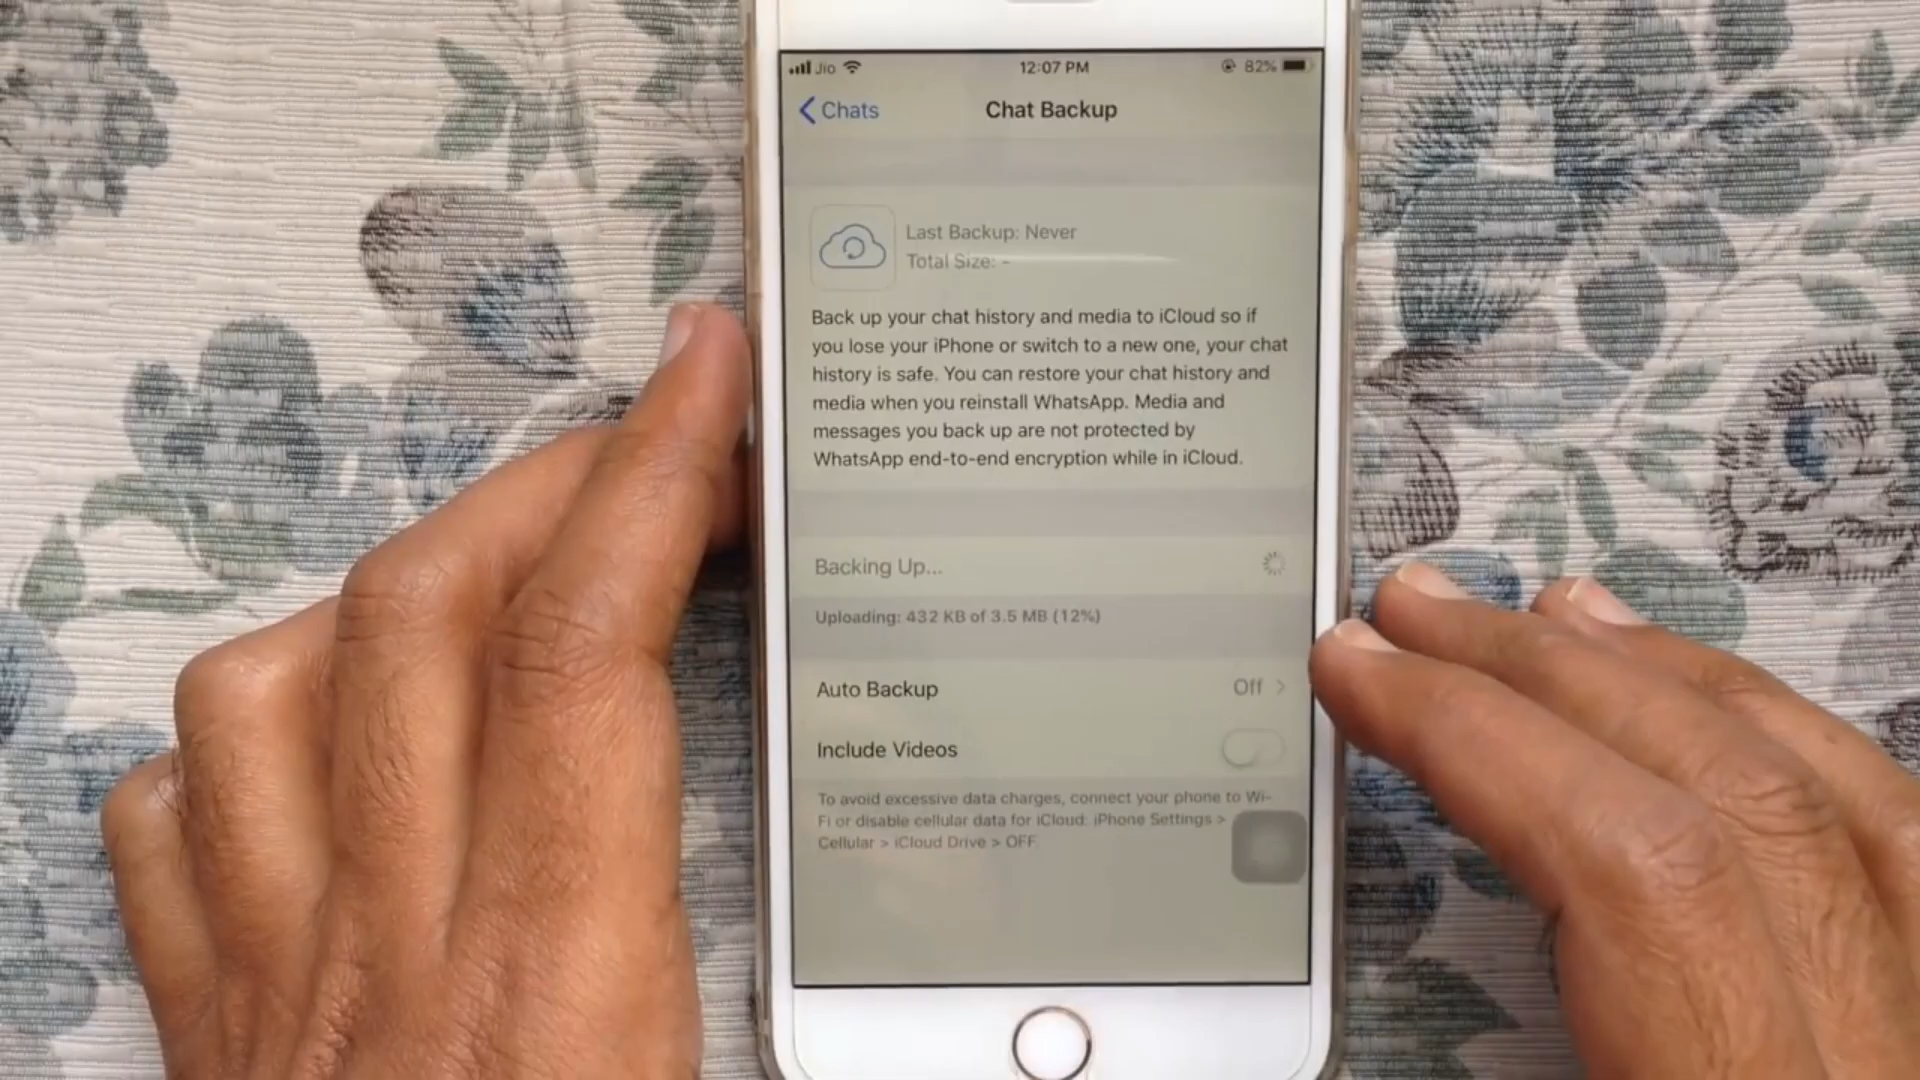 Jio 12:07 PM 82%
Chats Chat Backup
Last Backup: Never
Total Size: -
Back up your chat history and media to iCloud so if
you lose your iPhone or switch to a new one, your chat
history is safe. You can restore your chat history and
media when you reinstall WhatsApp. Media and
messages you back up are not protected by
WhatsApp end-to-end encryption while in iCloud.
Backing Up...
Uploading: 432 KB of 3.5 MB (12%)
Auto Backup Off
Include Videos
To avoid excessive data charges, connect your phone to Wi-
Fi or disable cellular data for iCloud: iPhone Settings >
Cellular > iCloud Drive > OFF